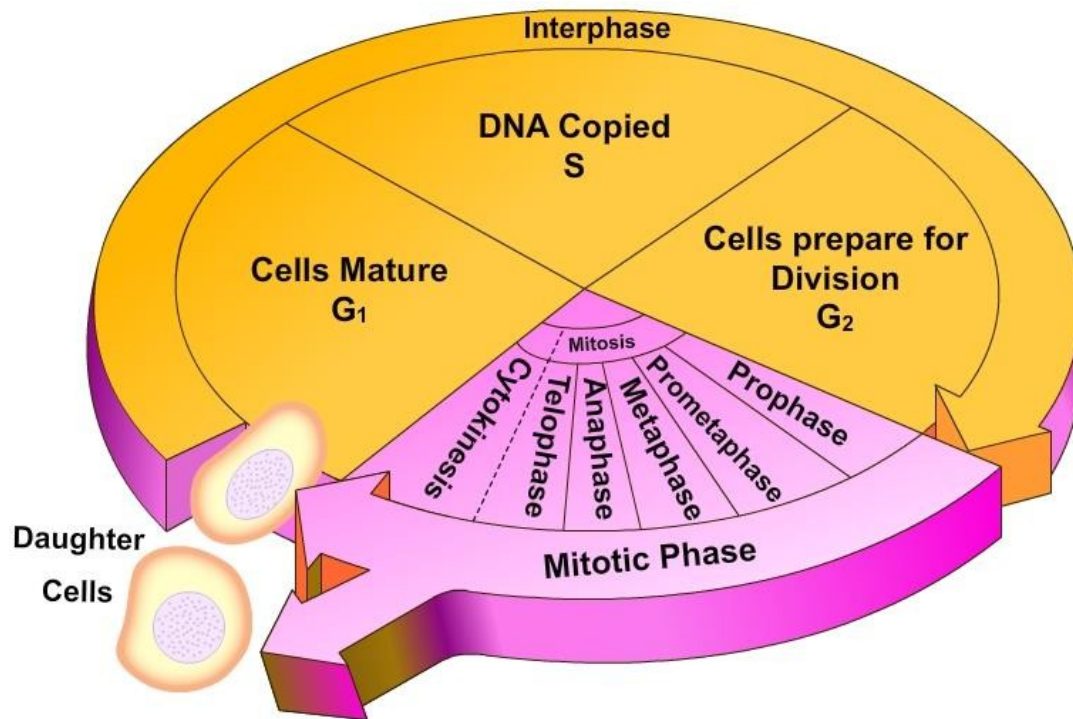 Interphase
DNA Copied
S
Cells Mature
G₁
Cells prepare for
Division
G₂
Mitosis
Cytokinesis
Telophase
Anaphase
Metaphase
Prometaphase
Prophase
Mitotic Phase
Daughter
Cells